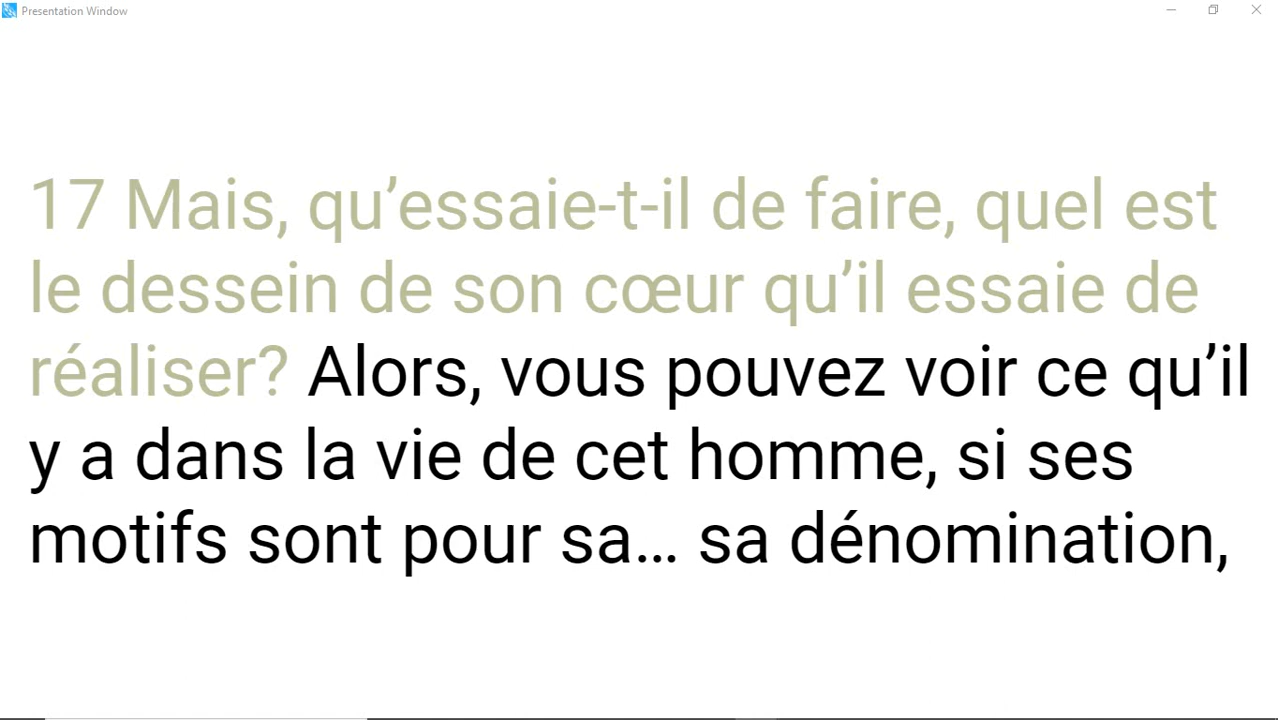 Presentation Window
17 Mais, qu’essaie-t-il de faire, quel est
le dessein de son cœur qu’il essaie de
réaliser? Alors, vous pouvez voir ce qu’il
y a dans la vie de cet homme, si ses
motifs sont pour sa... sa dénomination,